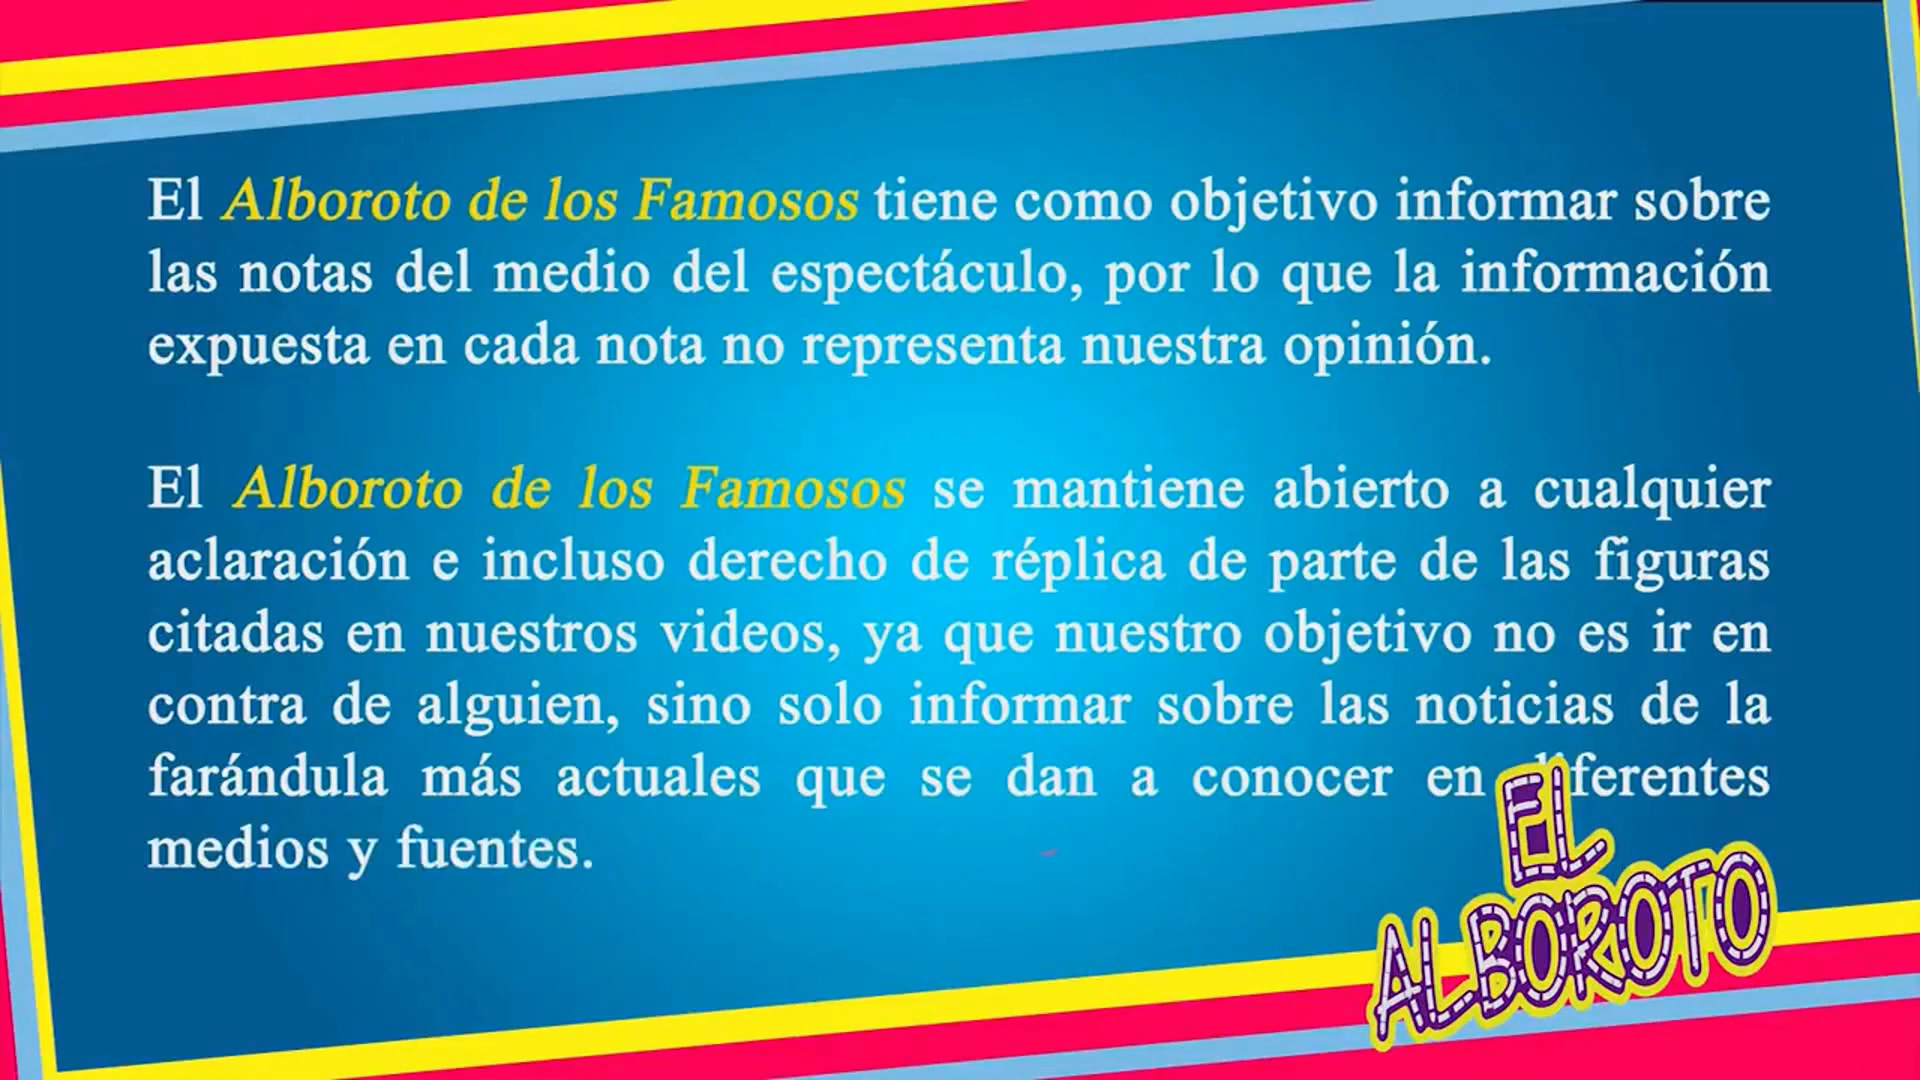 El Alboroto de los Famosos tiene como objetivo informar sobre
las notas del medio del espectáculo, por lo que la información
expuesta en cada nota no representa nuestra opinión.
El Alboroto de los Famosos se mantiene abierto a cualquier
aclaración e incluso derecho de réplica de parte de las figuras
citadas en nuestros videos, ya que nuestro objetivo no es ir en
contra de alguien, sino solo informar sobre las noticias de la
farándula más actuales que se dan a conocer en diferentes
medios y fuentes.
EL
ALBOROTO